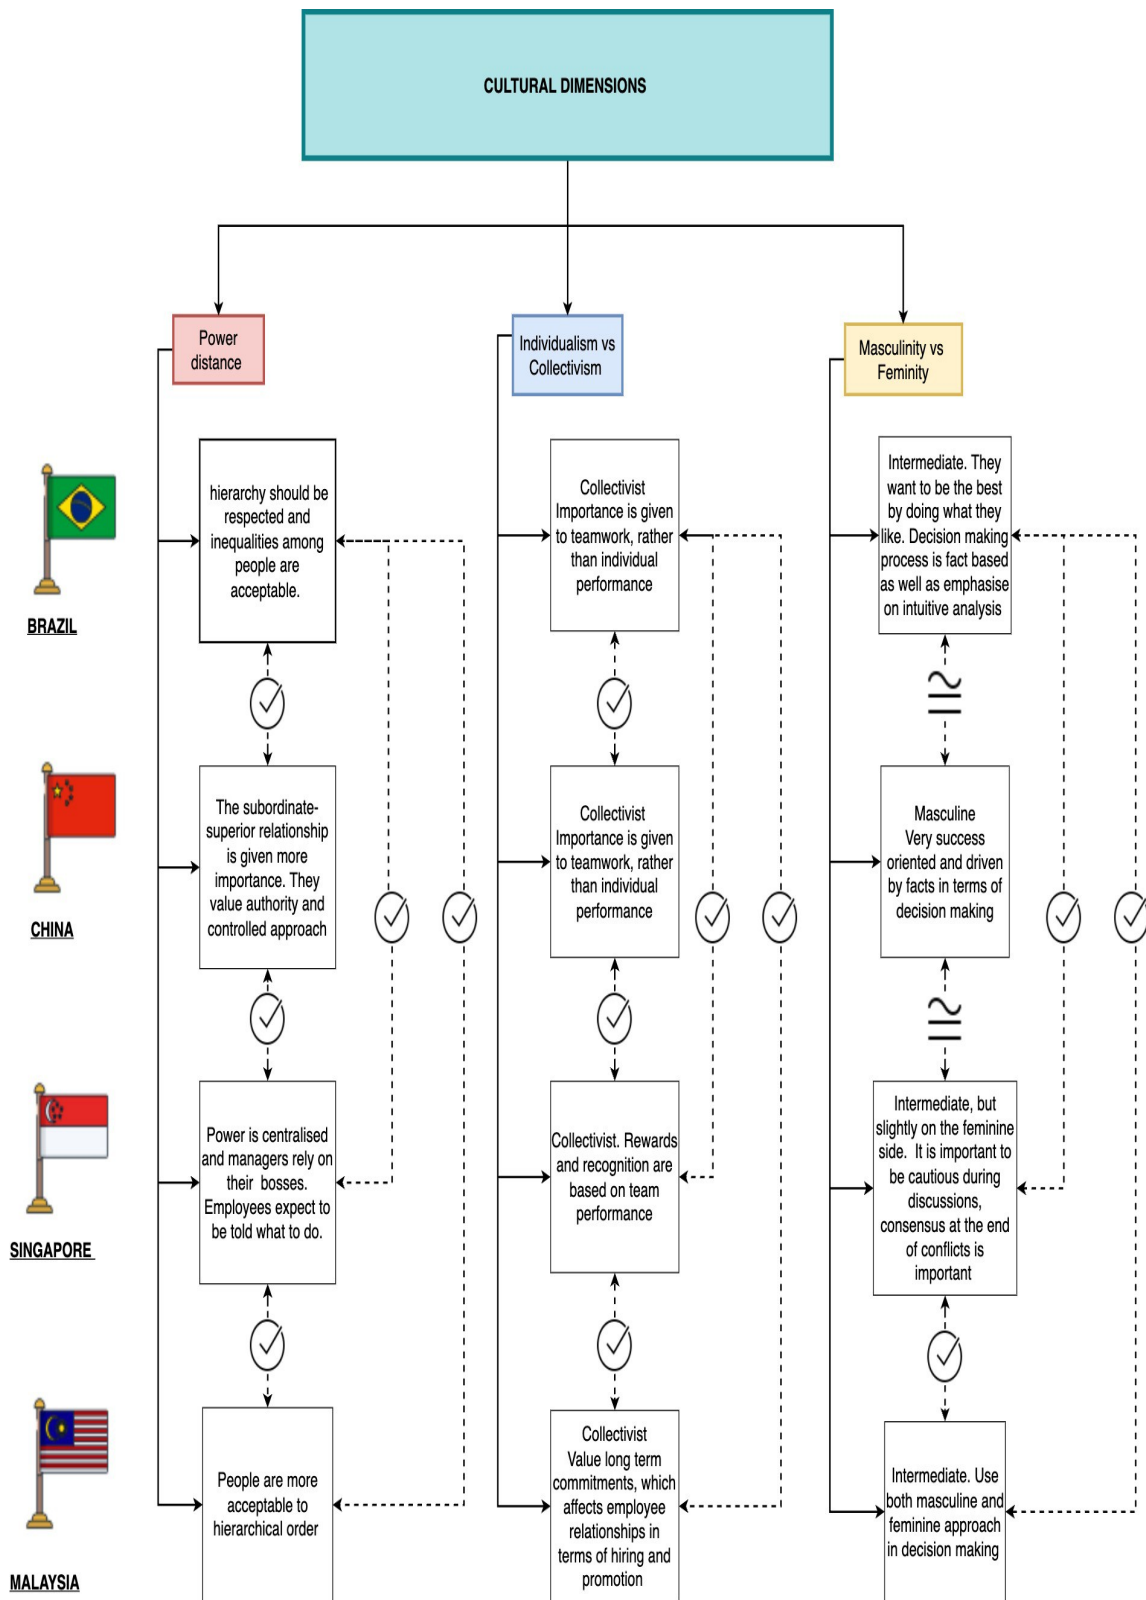 CULTURAL DIMENSIONS
Power
distance
Individualism vs
Collectivism
Masculinity vs
Feminity
BRAZIL
hierarchy should be
respected and
inequalities among
people are
acceptable.
Collectivist
Importance is given
to teamwork, rather
than individual
performance
Intermediate. They
want to be the best
by doing what they
like. Decision making
process is fact based
as well as emphasise
on intuitive analysis
CHINA
The subordinate-
superior relationship
is given more
importance. They
value authority and
controlled approach
Collectivist
Importance is given
to teamwork, rather
than individual
performance
Masculine
Very success
oriented and driven
by facts in terms of
decision making
SINGAPORE
Power is centralised
and managers rely on
their bosses.
Employees expect to
be told what to do.
Collectivist. Rewards
and recognition are
based on team
performance
Intermediate, but
slightly on the feminine
side. It is important to
be cautious during
discussions,
consensus at the end
of conflicts is
important
MALAYSIA
People are more
acceptable to
hierarchical order
Collectivist
Value long term
commitments, which
affects employee
relationships in
terms of hiring and
promotion
Intermediate. Use
both masculine and
feminine approach
in decision making